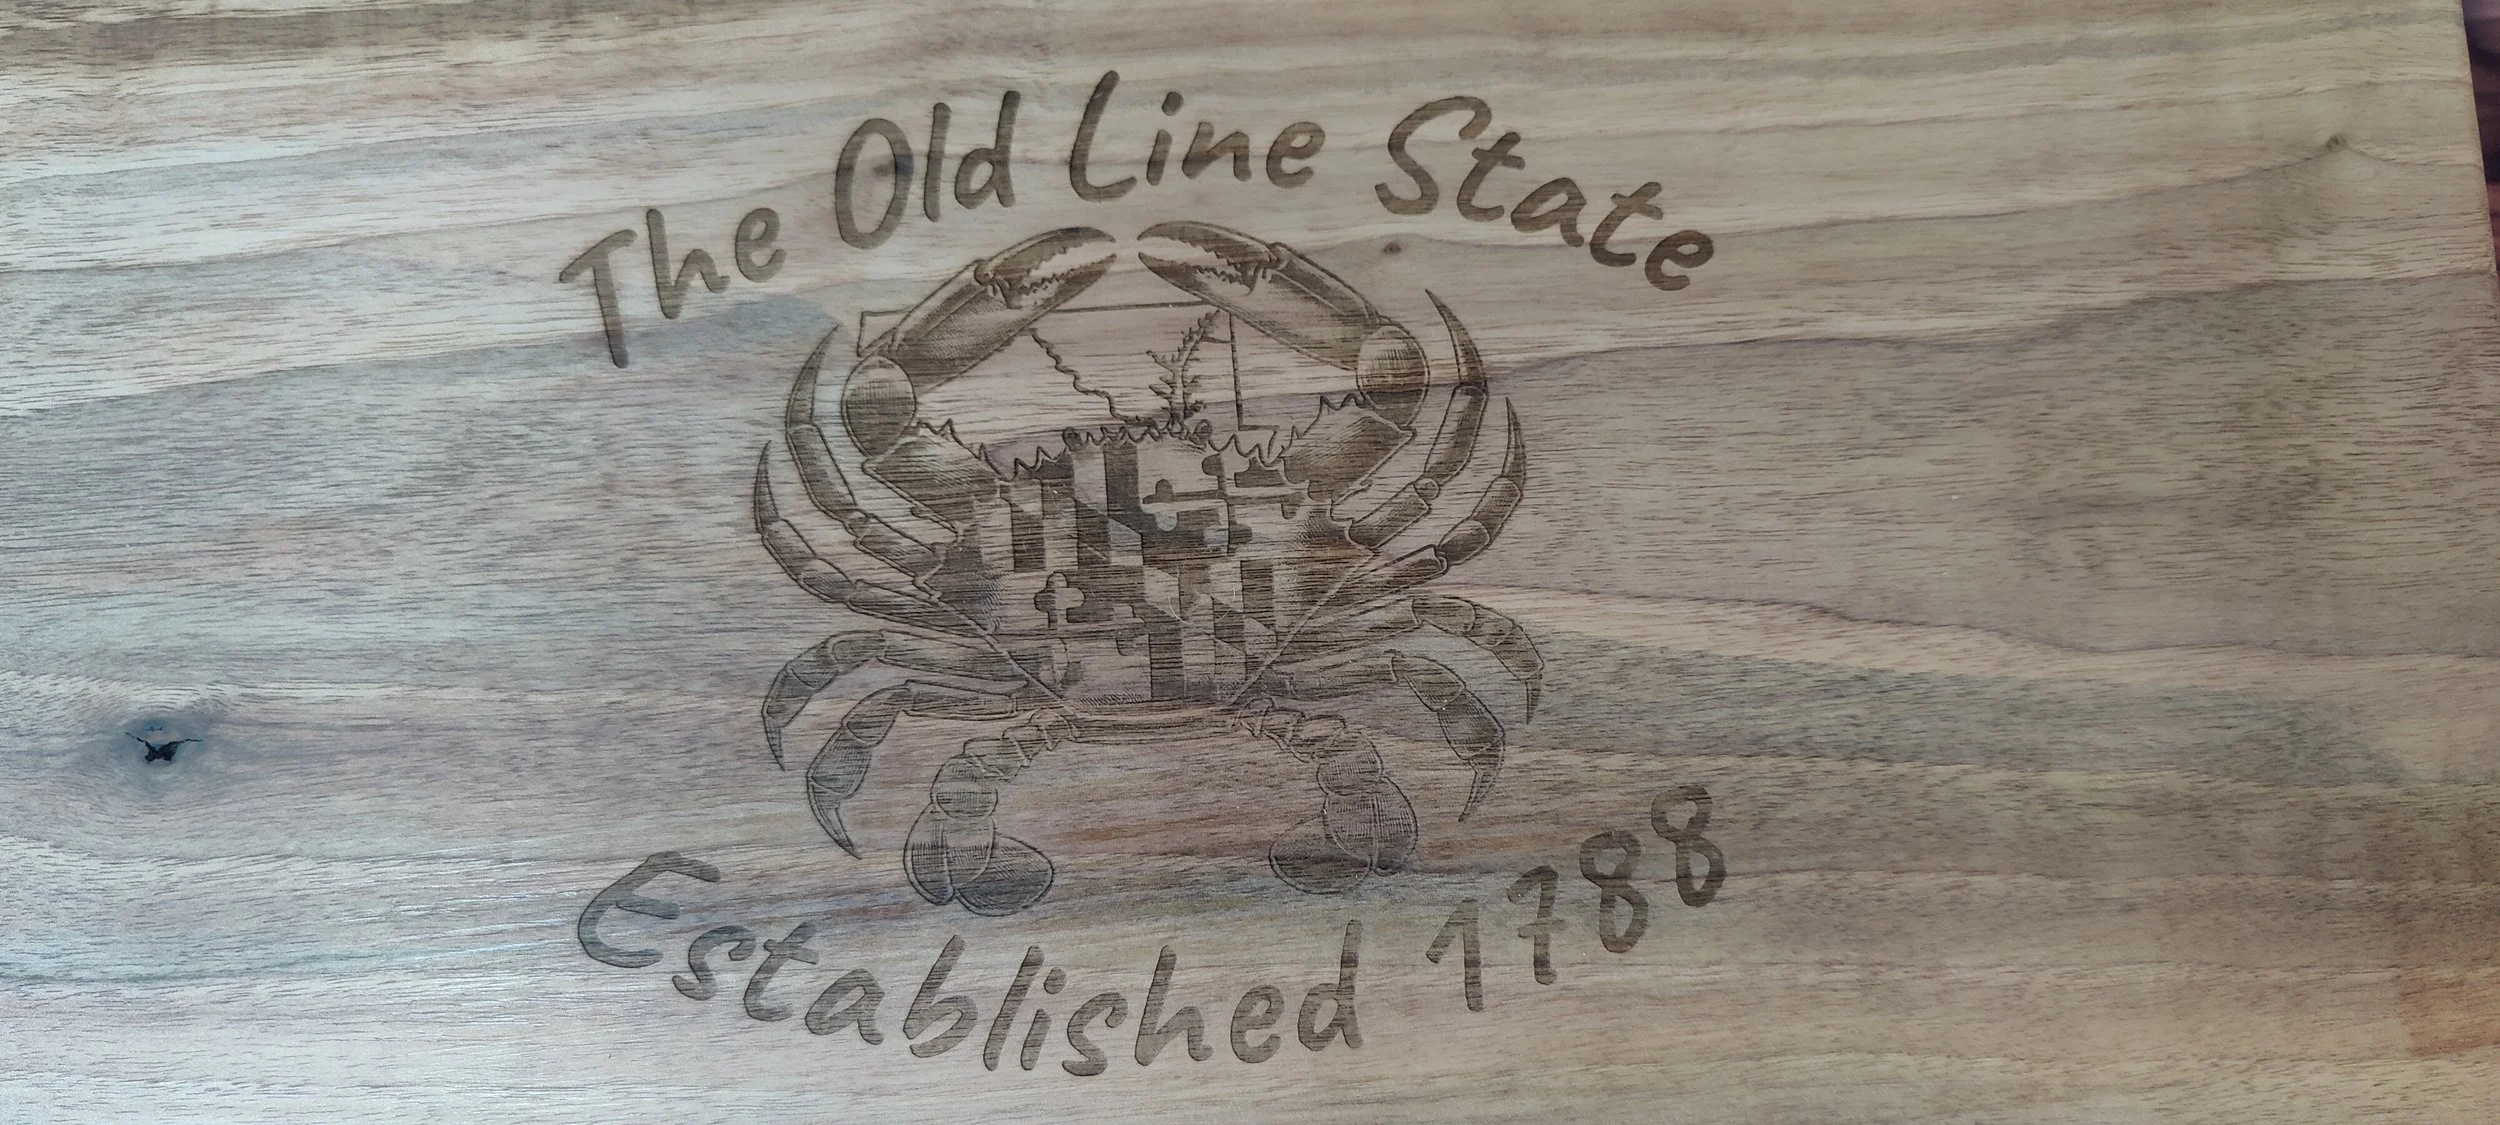 The Old Line State
Established 1788